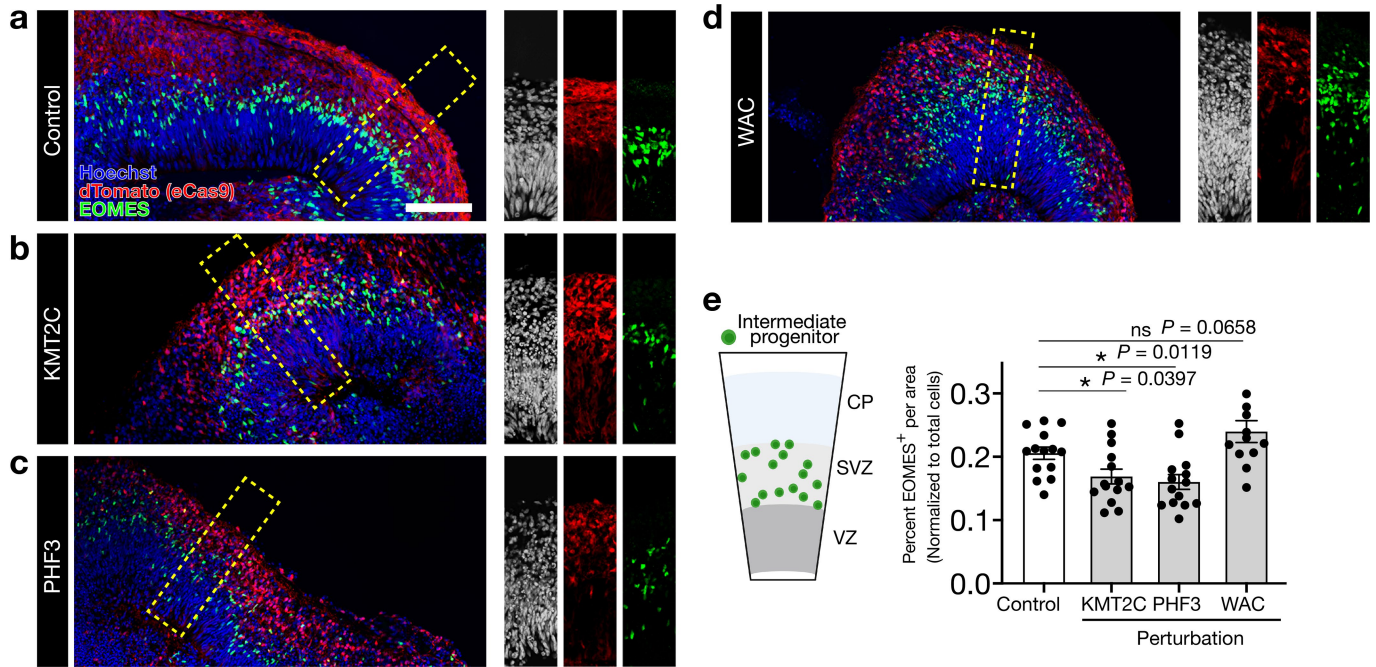 a
Control
Hoechst
dTomato (eCas9)
EOMES
b
KMT2C
c
PHF3
d
WAC
e
Intermediate
progenitor
CP
SVZ
VZ
Percent EOMES+ per area
(Normalized to total cells)
0.3
0.2
0.1
0.0
ns P = 0.0658
* P = 0.0119
* P = 0.0397
Control KMT2C PHF3 WAC
Perturbation